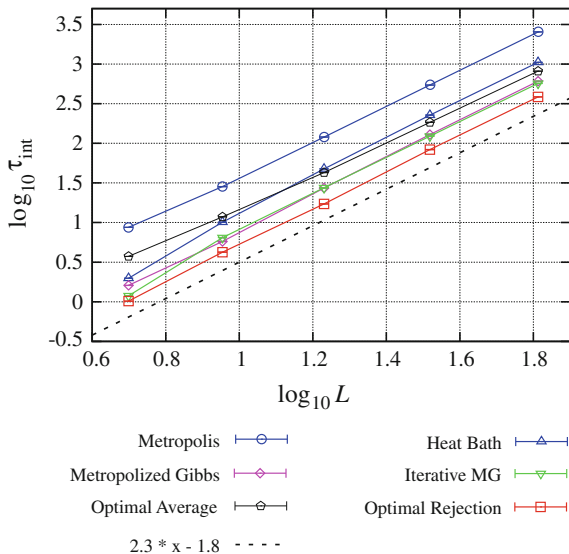 3.5
3
2.5
2
1.5
1
0.5
0
-0.5
log10 τint
0.6 0.8 1 1.2 1.4 1.6 1.8
log10 L
Metropolis Heat Bath
Metropolized Gibbs Iterative MG
Optimal Average Optimal Rejection
2.3 * x - 1.8